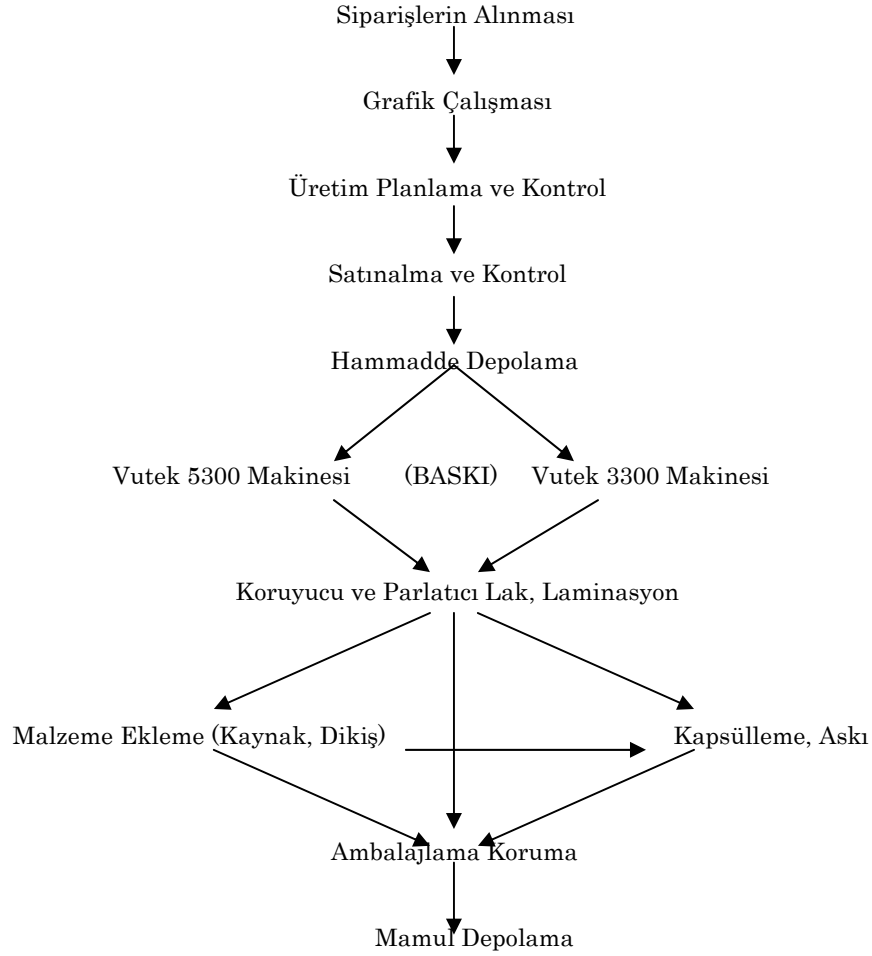 Siparişlerin Alınması
Grafik Çalışması
Üretim Planlama ve Kontrol
Satınalma ve Kontrol
Hammadde Depolama
Vutek 5300 Makinesi (BASKI) Vutek 3300 Makinesi
Koruyucu ve Parlatıcı Lak, Laminasyon
Malzeme Ekleme (Kaynak, Dikiş) Kapsülleme, Askı
Ambalajlama Koruma
Mamul Depolama